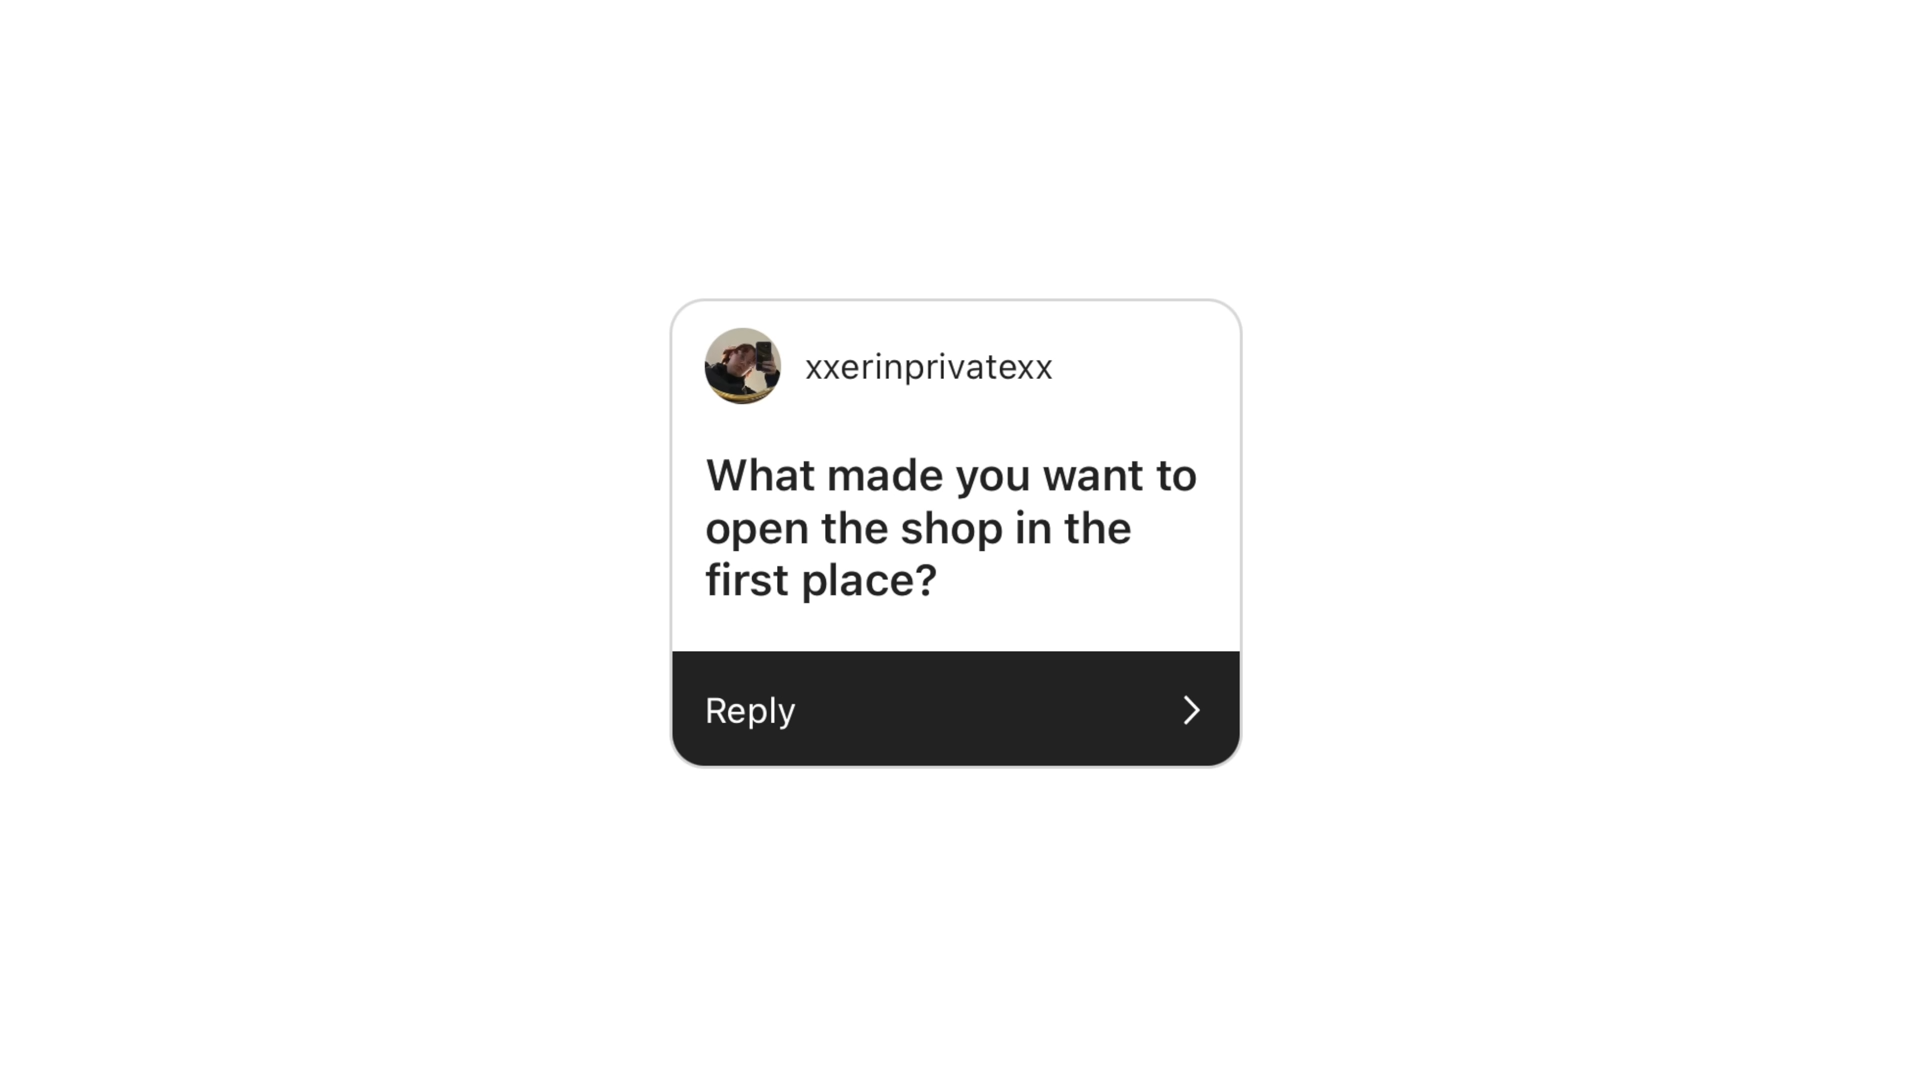 xxerinprivatexx
What made you want to
open the shop in the
first place?
Reply